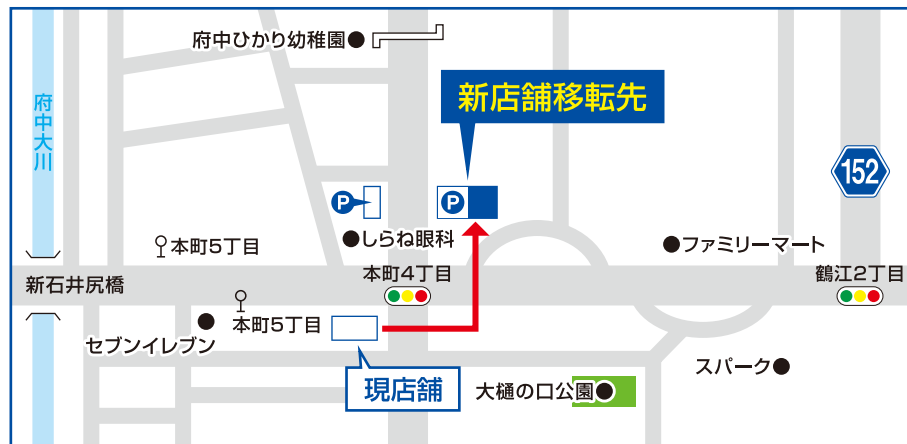 府中ひかり幼稚園
新店舗移転先
府中大川
152
P
P
本町5丁目
しらね眼科
ファミリーマート
新石井尻橋
本町4丁目
鶴江2丁目
本町5丁目
セブンイレブン
現店舗
大樋の口公園
スパーク